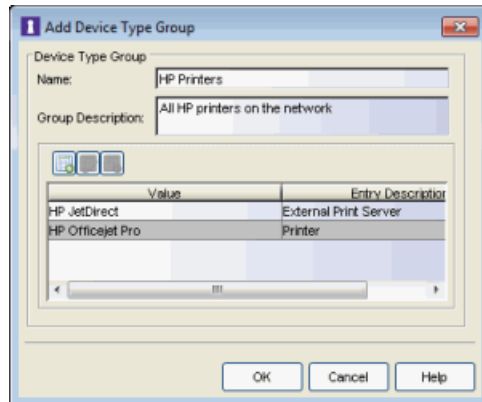 Add Device Type Group
Device Type Group
Name: HP Printers
Group Description: All HP printers on the network
Value Entry Description
HP JetDirect External Print Server
HP Officejet Pro Printer
OK Cancel Help